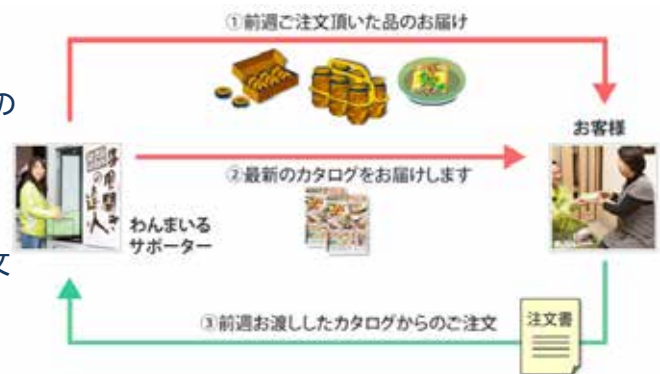 ①前週ご注文頂いた品のお届け
の
お客様
②最新のカタログをお届けします
わんまいる
サポーター
文
③前週お渡ししたカタログからのご注文
注文書